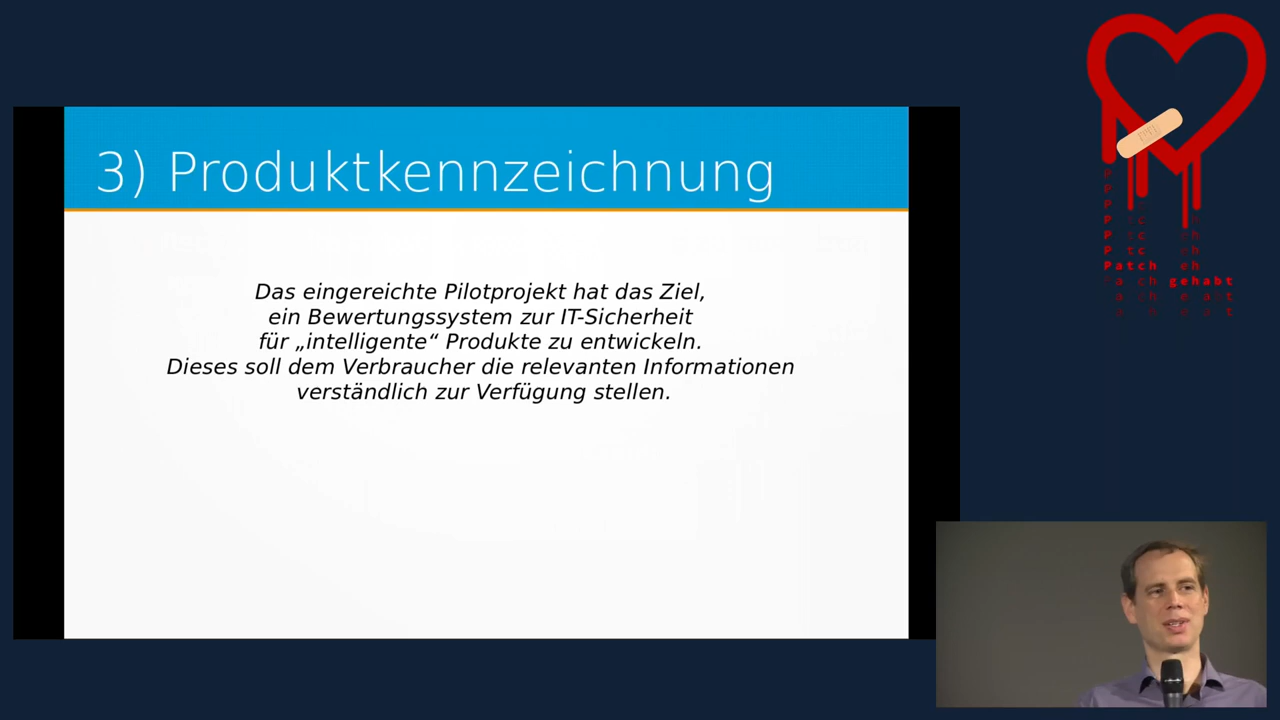 3) Produktkennzeichnung
Das eingereichte Pilotprojekt hat das Ziel,
ein Bewertungssystem zur IT-Sicherheit
für „intelligente“ Produkte zu entwickeln.
Dieses soll dem Verbraucher die relevanten Informationen
verständlich zur Verfügung stellen.
Patch
gehabt